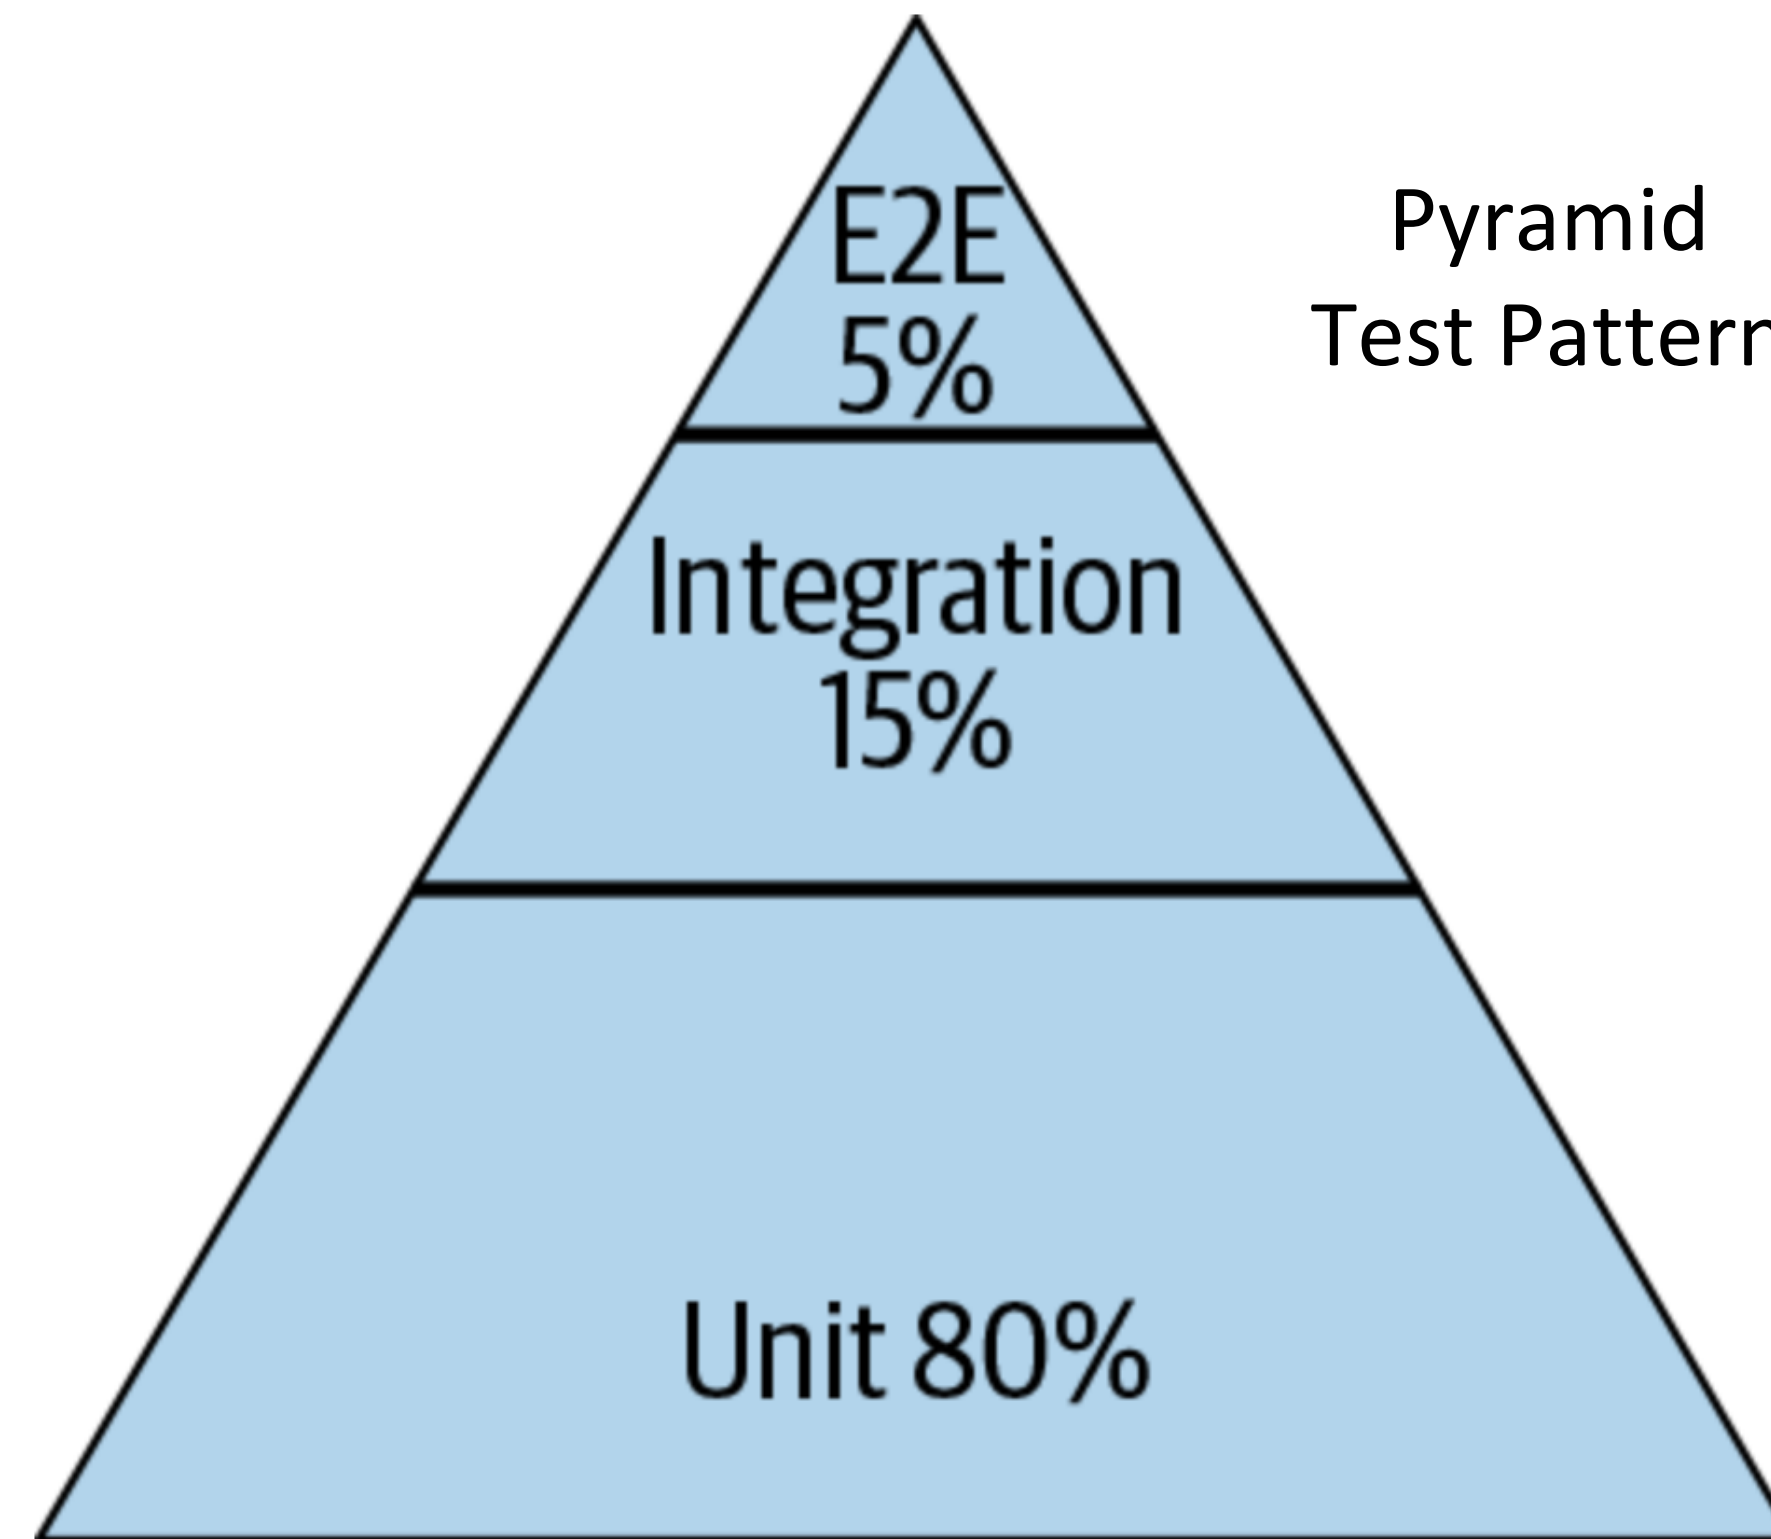 E2E
5%
Pyramid
Test Pattern
Integration
15%
Unit 80%